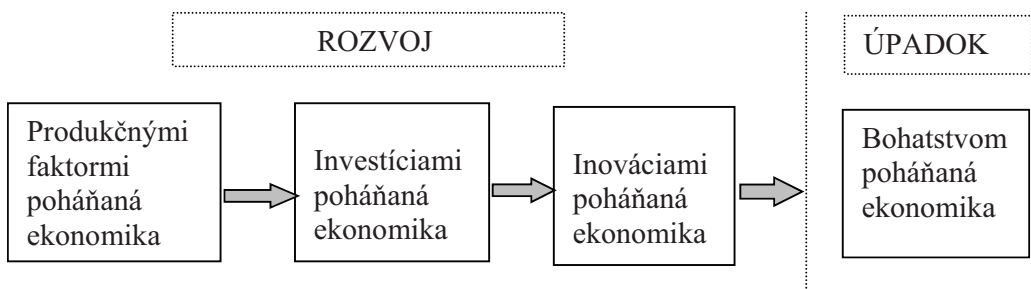 ROZVOJ
ÚPADOK
Produkčnými
faktormi
poháňaná
ekonomika
Investíciami
poháňaná
ekonomika
Inováciami
poháňaná
ekonomika
Bohatstvom
poháňaná
ekonomika